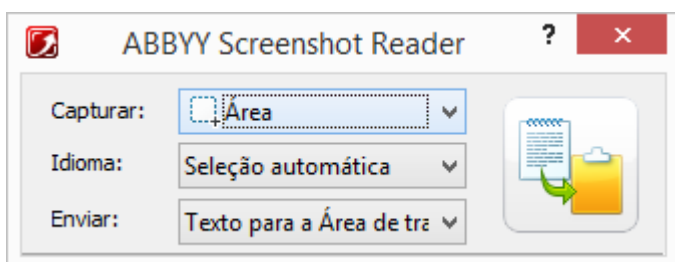 ABBYY Screenshot Reader ? ×
Capturar: Área
Idioma: Seleção automática
Enviar: Texto para a Área de tra